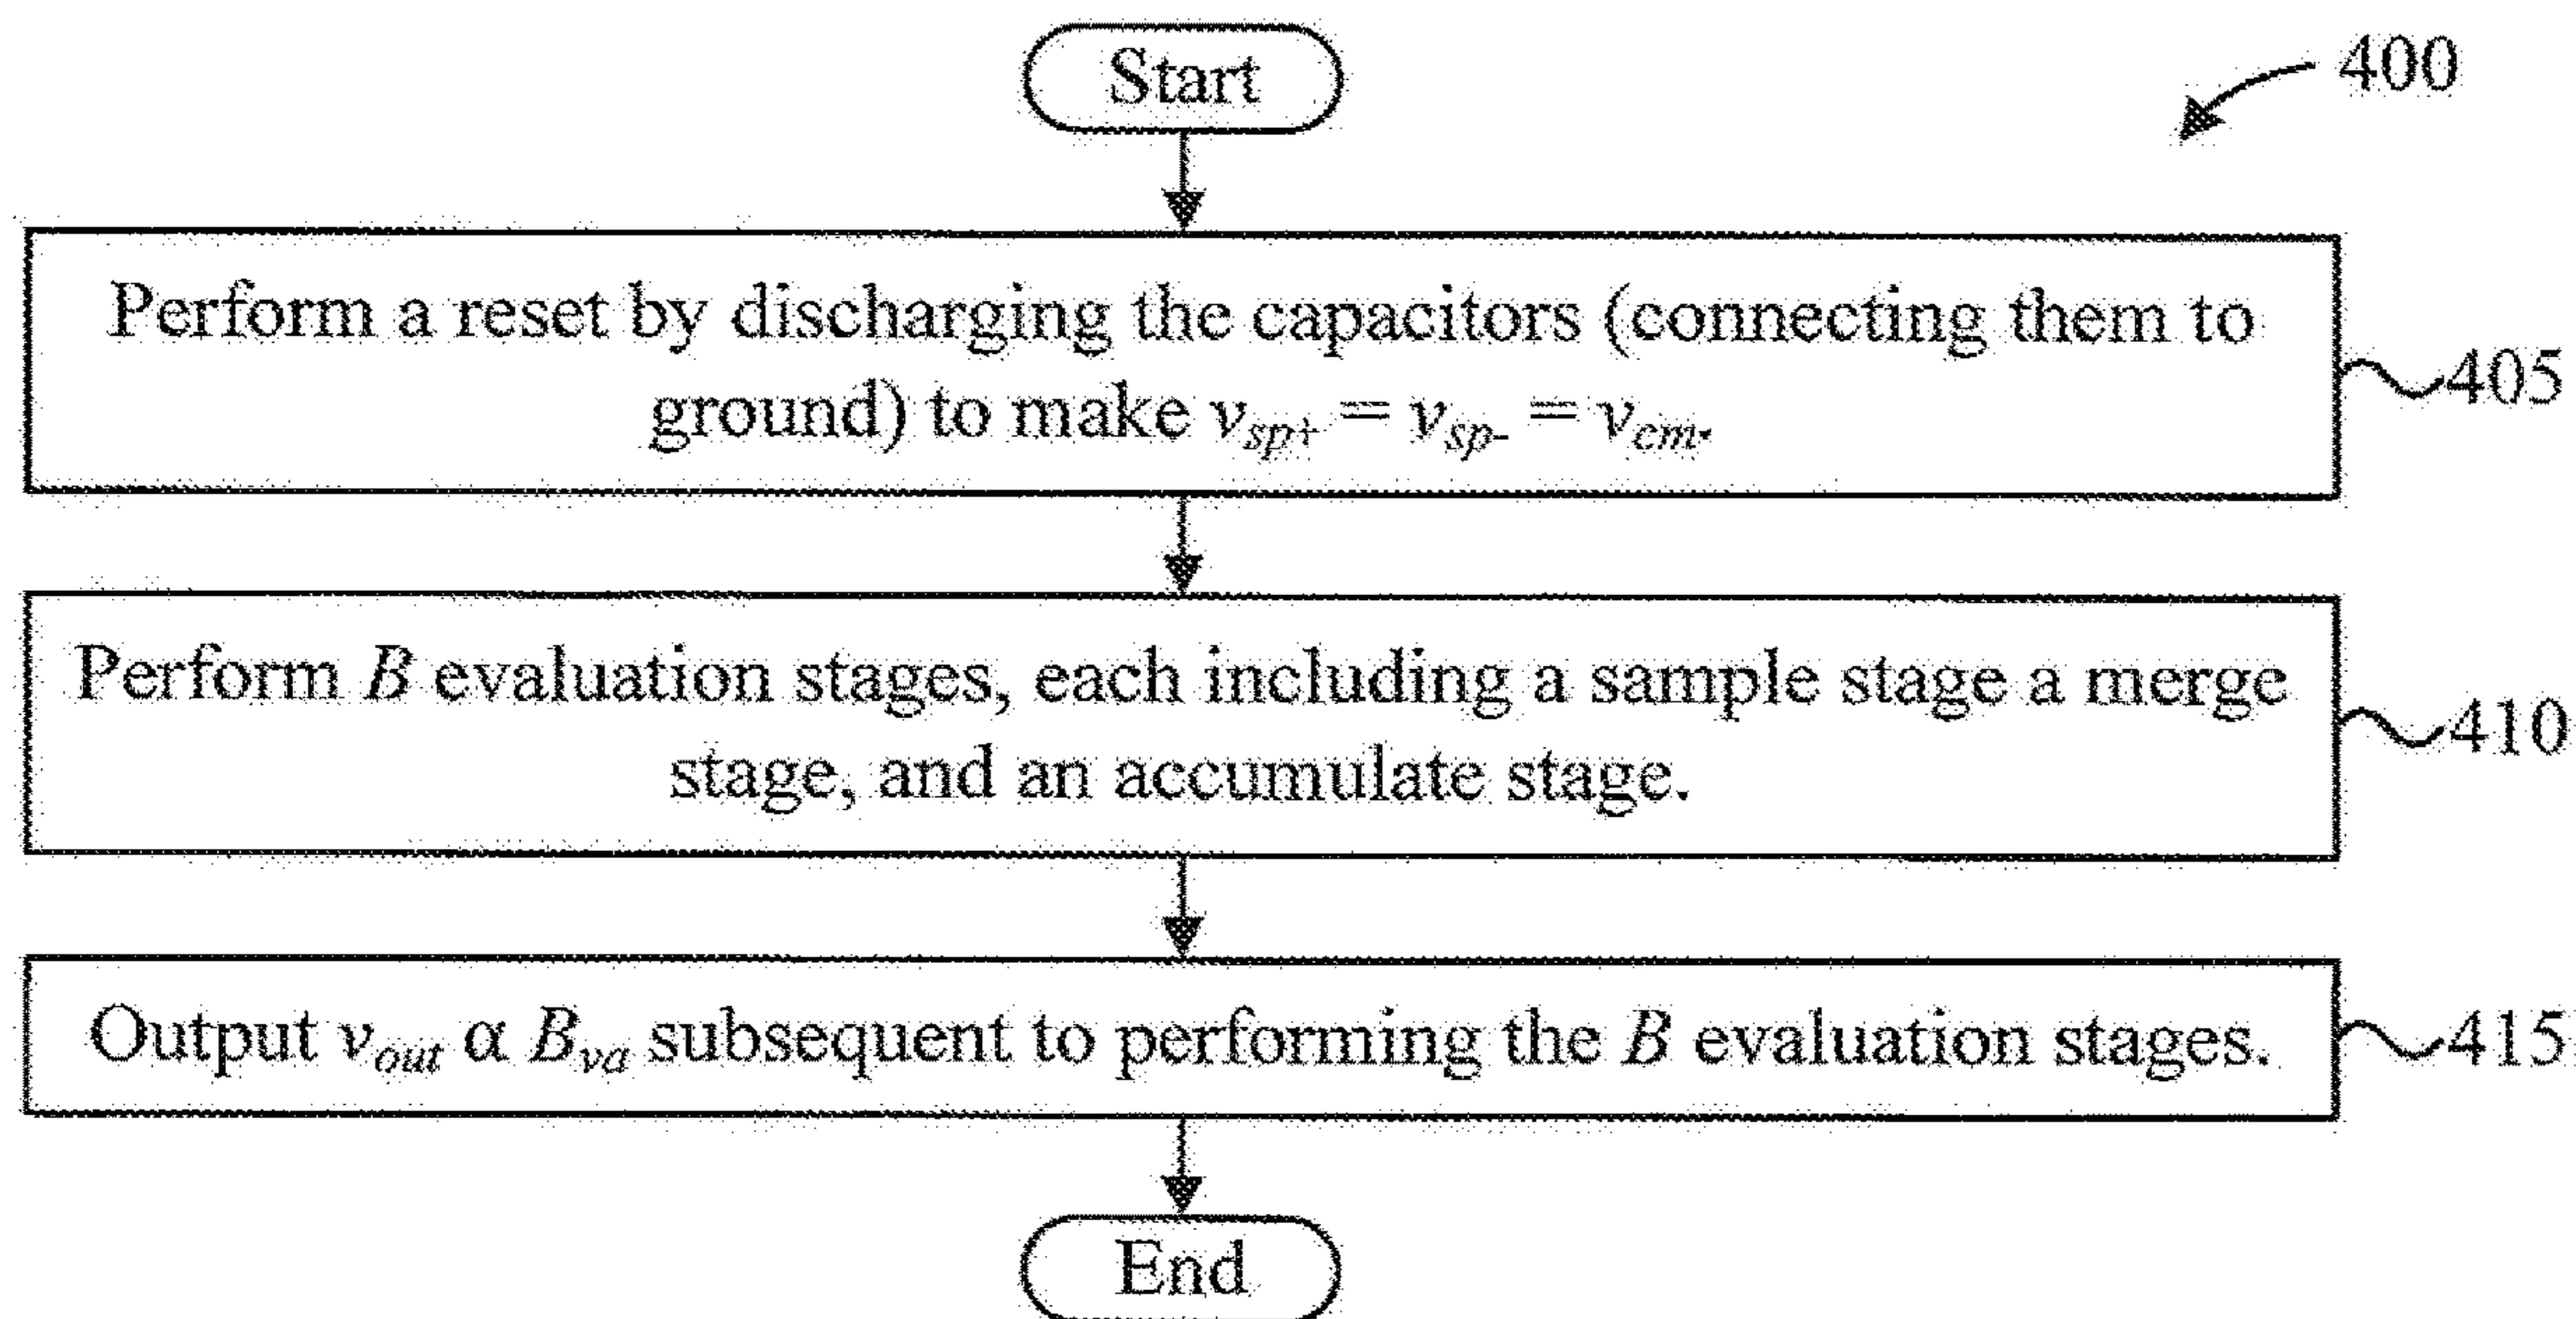 Start
400
Perform a reset by discharging the capacitors (connecting them to
ground) to make vsp+ = vsp- = vcm.
405
Perform B evaluation stages, each including a sample stage a merge
stage, and an accumulate stage.
410
Output vout α Bva subsequent to performing the B evaluation stages.
415
End